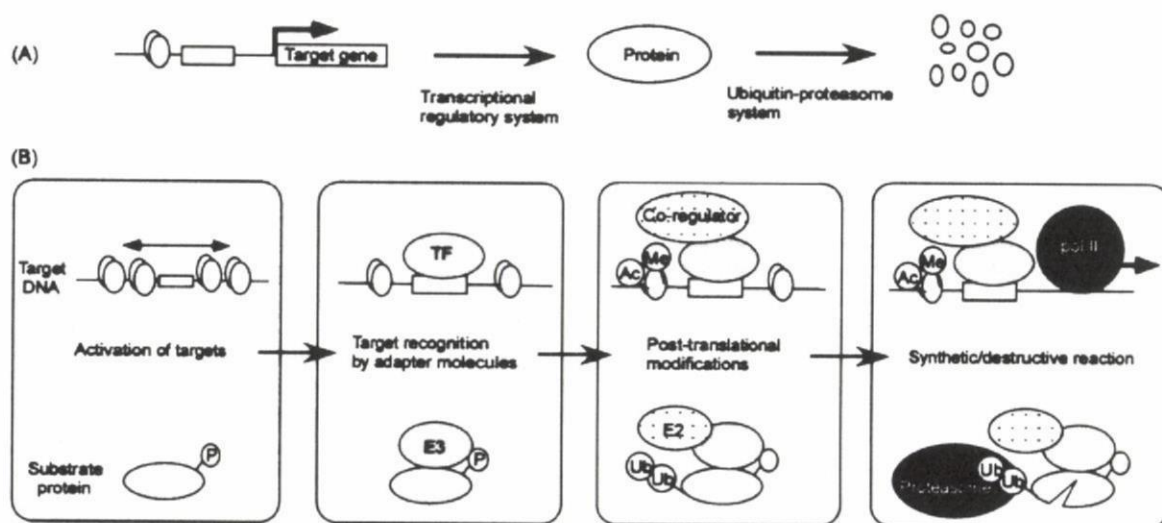 (A)
Target gene
Protein
Transcriptional
regulatory system
Ubiquitin-proteasome
system
(B)
Target
DNA
TF
Co-regulator
Ac
Me
Ac
Me
pol II
Activation of targets
Target recognition
by adapter molecules
Post-translational
modifications
Synthetic/destructive reaction
Substrate
protein
P
E3
P
E2
Ub
Ub
Proteasome
Ub
Ub